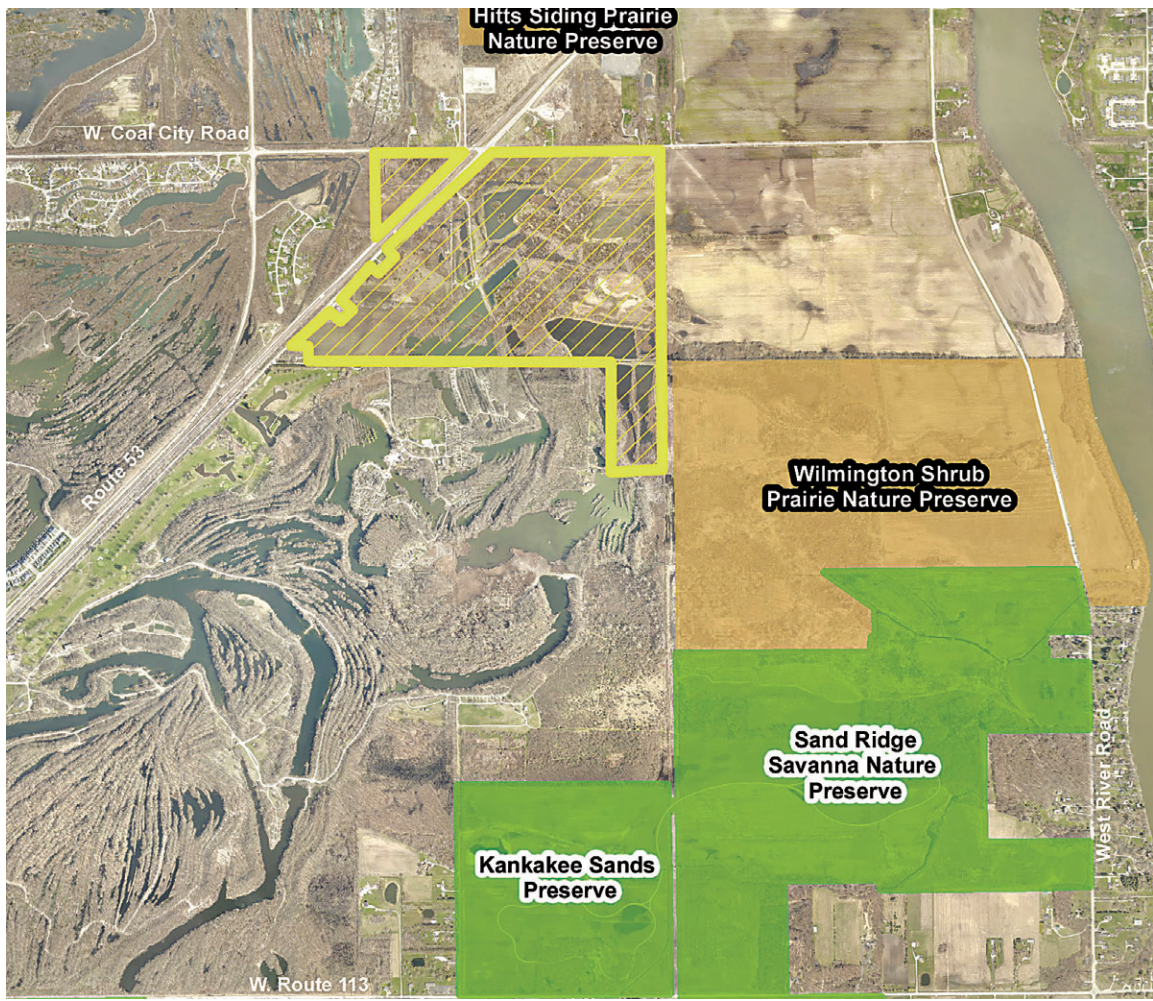 Hitts Siding Prairie
Nature Preserve
W. Coal City Road
Route 53
Wilmington Shrub
Prairie Nature Preserve
Sand Ridge
Savanna Nature
Preserve
West River Road
Kankakee Sands
Preserve
W. Route 113